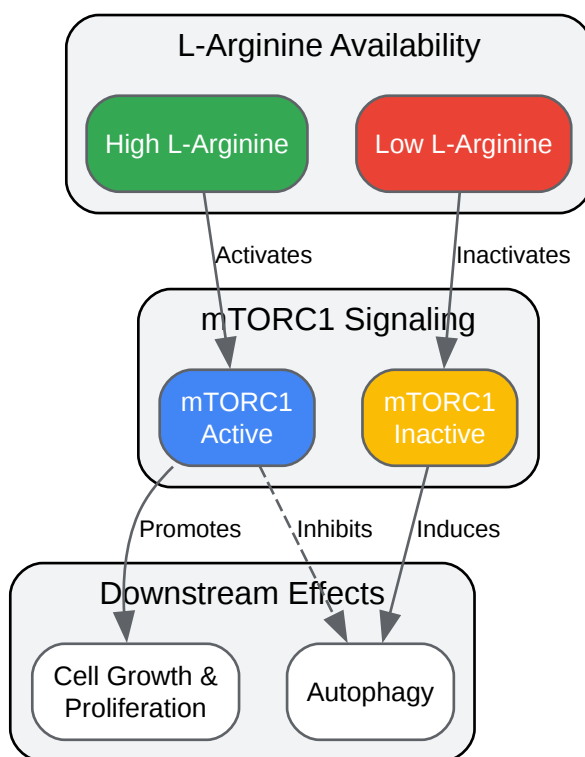 L-Arginine Availability
High L-Arginine
Low L-Arginine
Activates
Inactivates
mTORC1 Signaling
mTORC1
Active
mTORC1
Inactive
Promotes
Inhibits
Induces
Downstream Effects
Cell Growth &
Proliferation
Autophagy